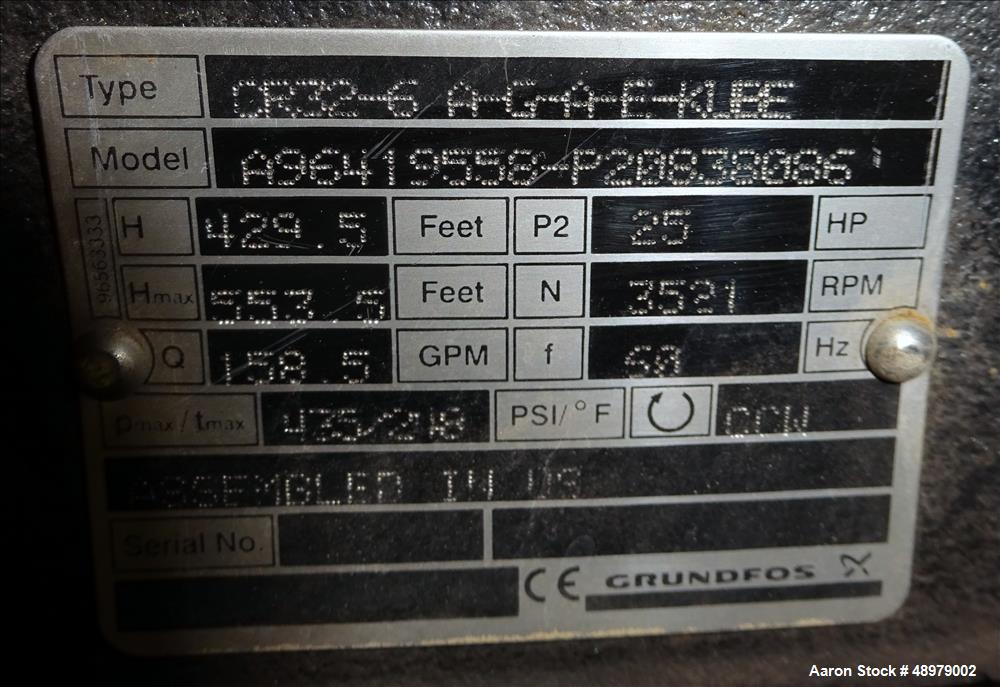 Type CR32-6 A-G-A-E-KUBE
Model A96419558-P20838086
96663333
H 429.5 Feet P2 25 HP
Hmax 553.5 Feet N 3521 RPM
Q 158.5 GPM f 60 Hz
pmax/tmax 435/248 PSI/°F CCW
ASSEMBLED IN US
Serial No.
CE GRUNDFOS
Aaron Stock # 48979002